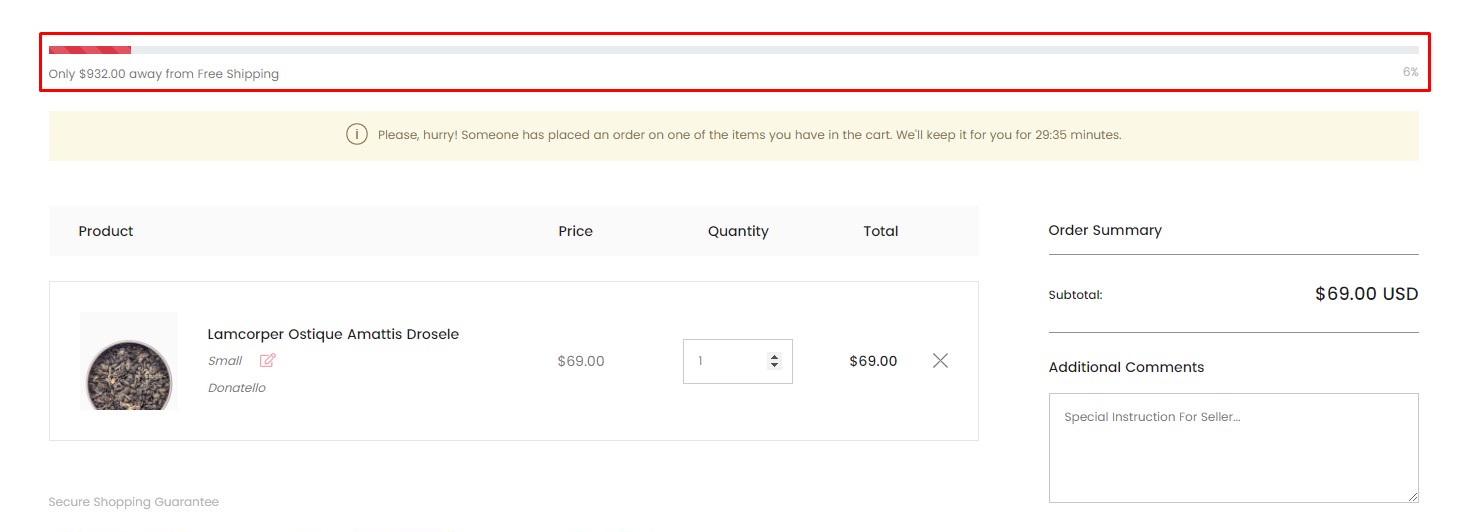 Only $932.00 away from Free Shipping 6%
Please, hurry! Someone has placed an order on one of the items you have in the cart. We'll keep it for you for 29:35 minutes.
Product Price Quantity Total
Lamcorper Ostique Amattis Drosele
Small
Donatello
$69.00 1 $69.00
Order Summary
Subtotal: $69.00 USD
Additional Comments
Special Instruction For Seller...
Secure Shopping Guarantee